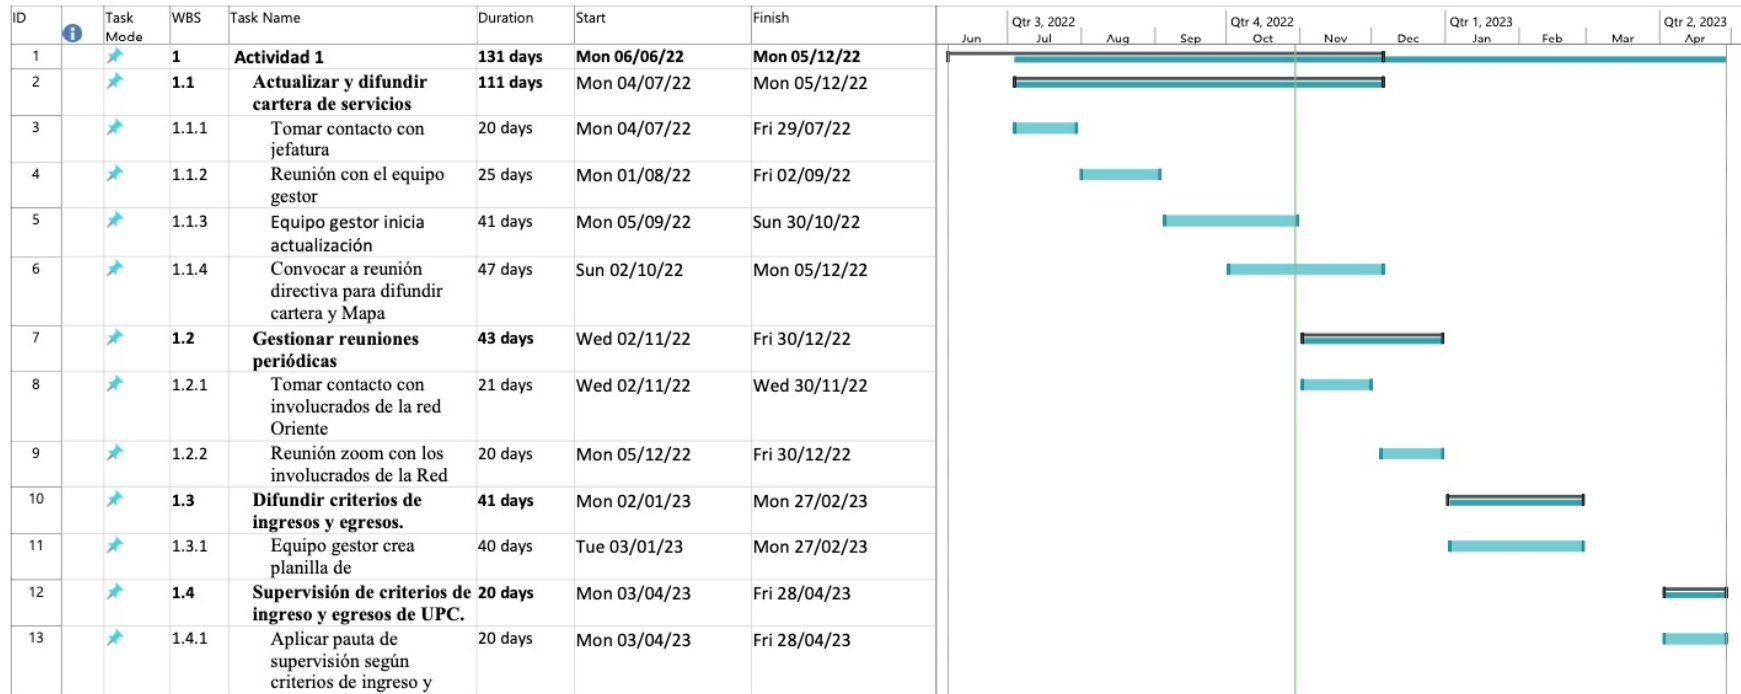 ID Task Mode WBS Task Name Duration Start Finish
Qtr 3, 2022 Qtr 4, 2022 Qtr 1, 2023 Qtr 2, 2023
Jun Jul Aug Sep Oct Nov Dec Jan Feb Mar Apr
1 1 Actividad 1 131 days Mon 06/06/22 Mon 05/12/22
2 1.1 Actualizar y difundir 111 days Mon 04/07/22 Mon 05/12/22
cartera de servicios
3 1.1.1 Tomar contacto con 20 days Mon 04/07/22 Fri 29/07/22
jefatura
4 1.1.2 Reunión con el equipo 25 days Mon 01/08/22 Fri 02/09/22
gestor
5 1.1.3 Equipo gestor inicia 41 days Mon 05/09/22 Sun 30/10/22
actualización
6 1.1.4 Convocar a reunión 47 days Sun 02/10/22 Mon 05/12/22
directiva para difundir
cartera y Mapa
7 1.2 Gestionar reuniones 43 days Wed 02/11/22 Fri 30/12/22
periódicas
8 1.2.1 Tomar contacto con 21 days Wed 02/11/22 Wed 30/11/22
involucrados de la red
Oriente
9 1.2.2 Reunión zoom con los 20 days Mon 05/12/22 Fri 30/12/22
involucrados de la Red
10 1.3 Difundir criterios de 41 days Mon 02/01/23 Mon 27/02/23
ingresos y egresos.
11 1.3.1 Equipo gestor crea 40 days Tue 03/01/23 Mon 27/02/23
planilla de
12 1.4 Supervisión de criterios de 20 days Mon 03/04/23 Fri 28/04/23
ingreso y egresos de UPC.
13 1.4.1 Aplicar pauta de 20 days Mon 03/04/23 Fri 28/04/23
supervisión según
criterios de ingreso y